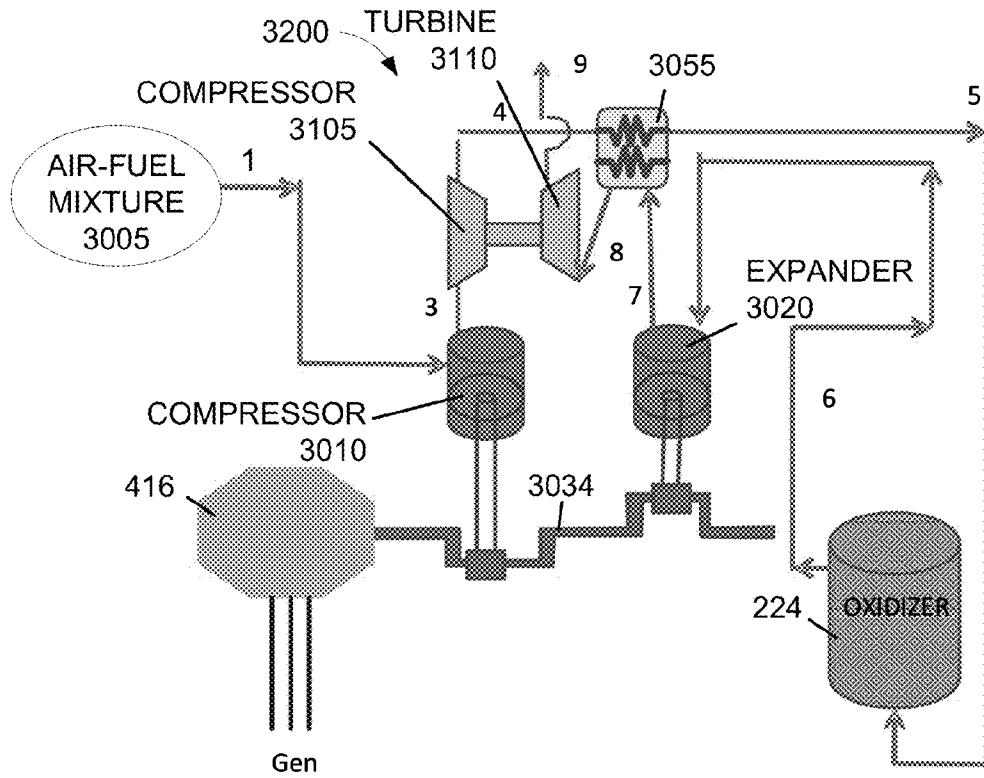 3200
TURBINE
3110
9
3055
5
COMPRESSOR
3105
4
1
AIR-FUEL
MIXTURE
3005
8
7
EXPANDER
3020
3
6
COMPRESSOR
3010
416
3034
224
OXIDIZER
Gen